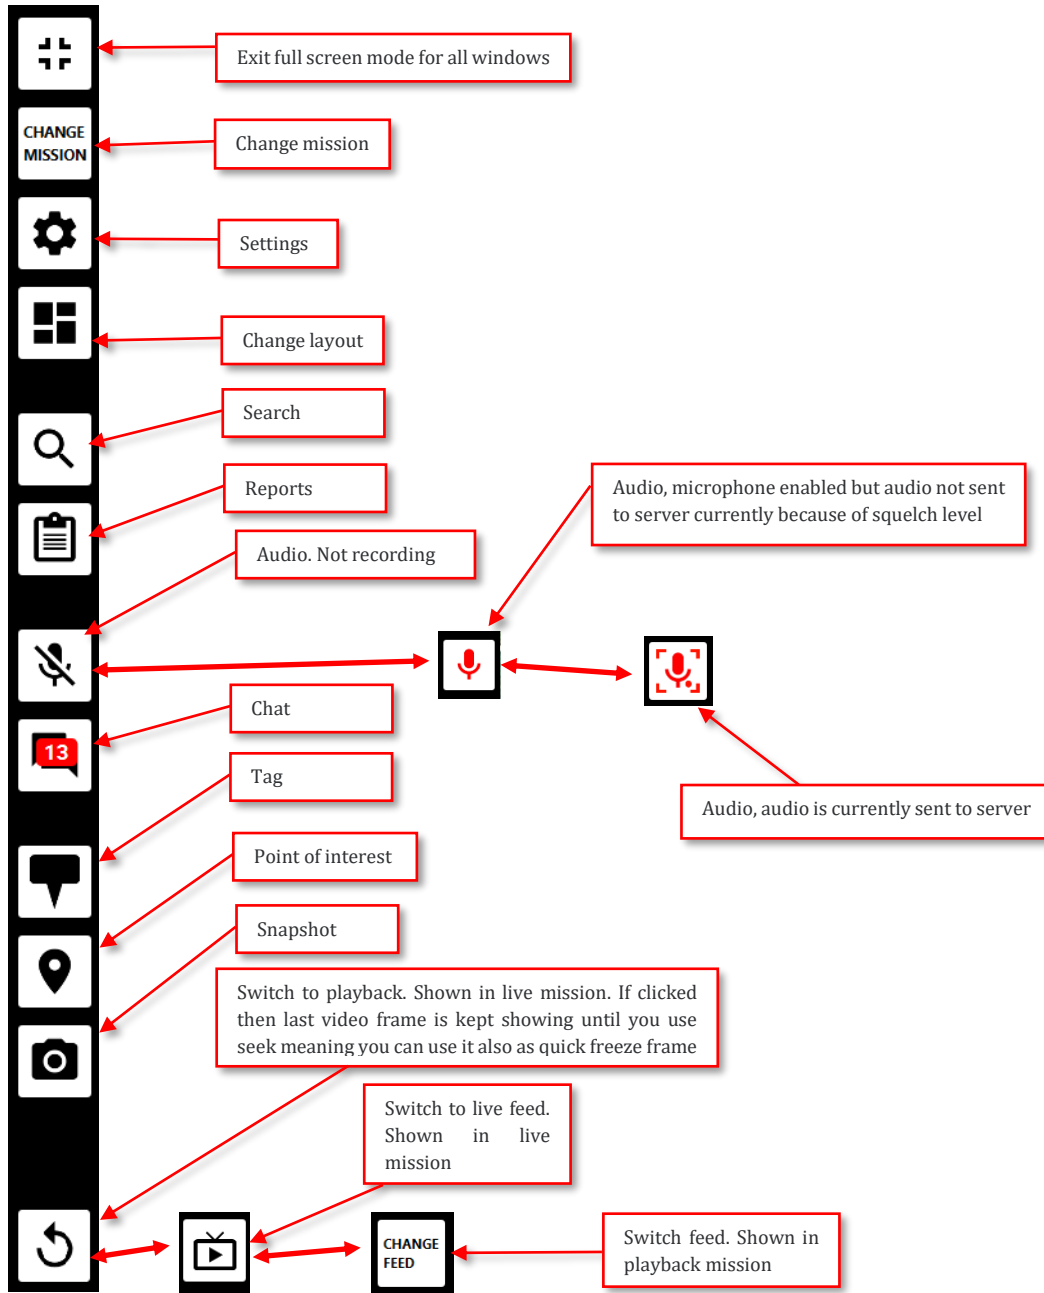 Exit full screen mode for all windows
CHANGE
MISSION
Change mission
Settings
Change layout
Search
Reports
Audio, microphone enabled but audio not sent
to server currently because of squelch level
Audio. Not recording
13
Chat
Tag
Audio, audio is currently sent to server
Point of interest
Snapshot
Switch to playback. Shown in live mission. If clicked
then last video frame is kept showing until you use
seek meaning you can use it also as quick freeze frame
Switch to live feed.
Shown in live
mission
CHANGE
FEED
Switch feed. Shown in
playback mission